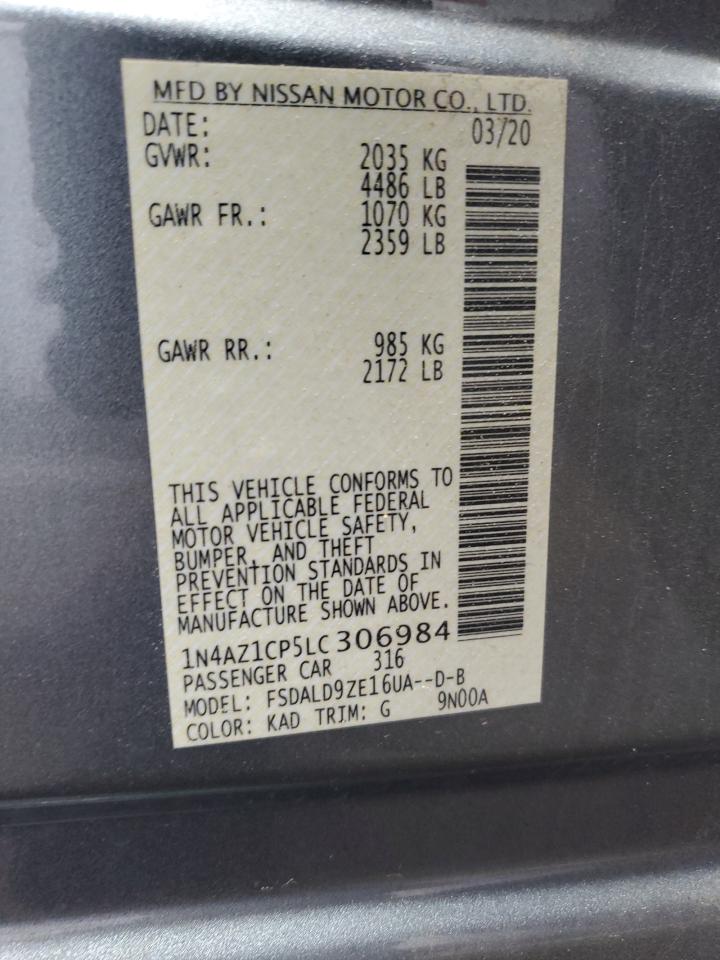 MFD BY NISSAN MOTOR CO., LTD.
DATE: 03/20
GVWR: 2035 KG
4486 LB
GAWR FR.: 1070 KG
2359 LB
GAWR RR.: 985 KG
2172 LB
THIS VEHICLE CONFORMS TO
ALL APPLICABLE FEDERAL
MOTOR VEHICLE SAFETY,
BUMPER, AND THEFT
PREVENTION STANDARDS IN
EFFECT ON THE DATE OF
MANUFACTURE SHOWN ABOVE.
1N4AZ1CP5LC306984
PASSENGER CAR 316
MODEL: FSDALD9ZE16UA--D-B
COLOR: KAD TRIM: G 9N00A